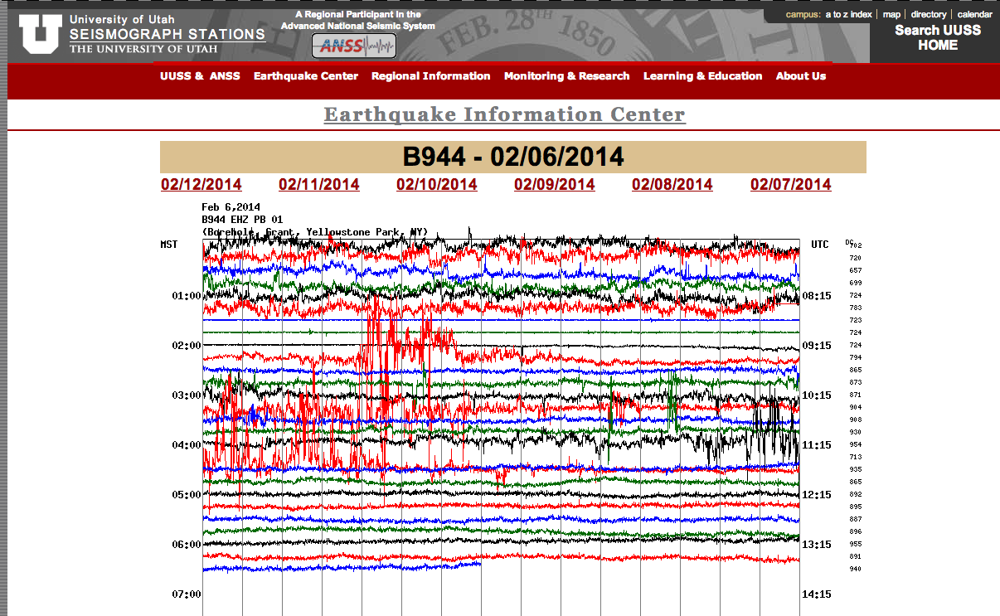 University of Utah
SEISMOGRAPH STATIONS
THE UNIVERSITY OF UTAH
A Regional Participant in the
Advanced National Seismic System
ANSS
FEB. 28TH 1850
campus: a to z index | map | directory | calendar
Search UUSS
HOME
UUSS & ANSS Earthquake Center Regional Information Monitoring & Research Learning & Education About Us
Earthquake Information Center
B944 - 02/06/2014
02/12/2014 02/11/2014 02/10/2014 02/09/2014 02/08/2014 02/07/2014
Feb 6,2014
B944 EHZ PB 01
(Borehole, Grant, Yellowstone Park, WY)
MST UTC DC
702
720
657
699
01:00 08:15 724
783
723
724
02:00 09:15 724
794
865
873
03:00 10:15 871
904
908
930
04:00 11:15 954
713
935
865
05:00 12:15 892
895
887
896
06:00 13:15 955
891
940
07:00 14:15